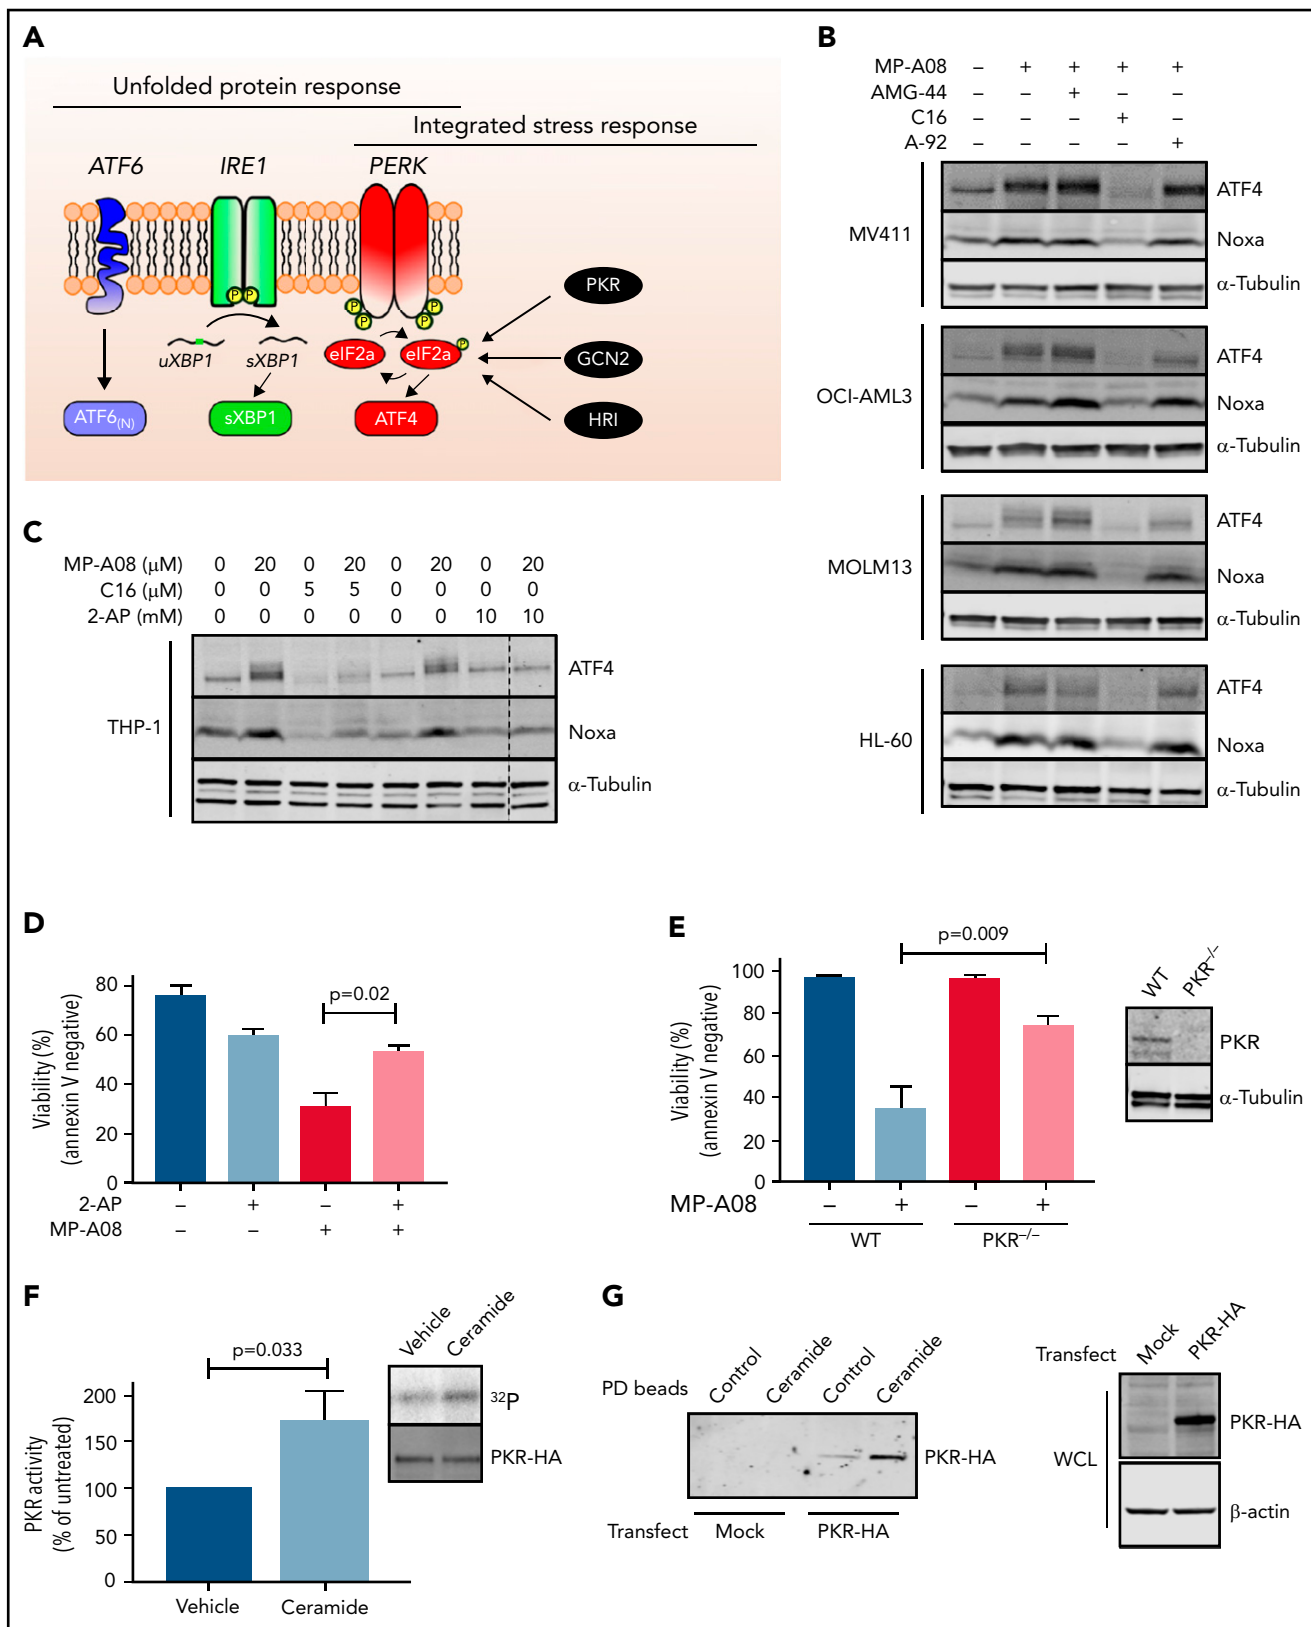 A
Unfolded protein response
Integrated stress response
ATF6 IRE1 PERK
P P
P P P P
uXBP1 sXBP1
eIF2a eIF2a P
PKR
GCN2
HRI
ATF6(N) sXBP1 ATF4
B
MP-A08 – + + + +
AMG-44 – – + – –
C16 – – – + –
A-92 – – – – +
MV411
ATF4
Noxa
α-Tubulin
OCI-AML3
ATF4
Noxa
α-Tubulin
MOLM13
ATF4
Noxa
α-Tubulin
HL-60
ATF4
Noxa
α-Tubulin
C
MP-A08 (μM) 0 20 0 20 0 20 0 20
C16 (μM) 0 0 5 5 0 0 0 0
2-AP (mM) 0 0 0 0 0 0 10 10
THP-1
ATF4
Noxa
α-Tubulin
D
Viability (%)
(annexin V negative)
80
60
40
20
0
p=0.02
2-AP – + – +
MP-A08 – – + +
E
Viability (%)
(annexin V negative)
100
80
60
40
20
0
p=0.009
MP-A08 – + – +
WT PKR–/–
WT PKR–/–
PKR
α-Tubulin
F
PKR activity
(% of untreated)
200
150
100
50
0
p=0.033
Vehicle Ceramide
Vehicle Ceramide
32P
PKR-HA
G
PD beads Control Ceramide Control Ceramide
PKR-HA
Transfect Mock PKR-HA
Transfect Mock PKR-HA
WCL
PKR-HA
β-actin